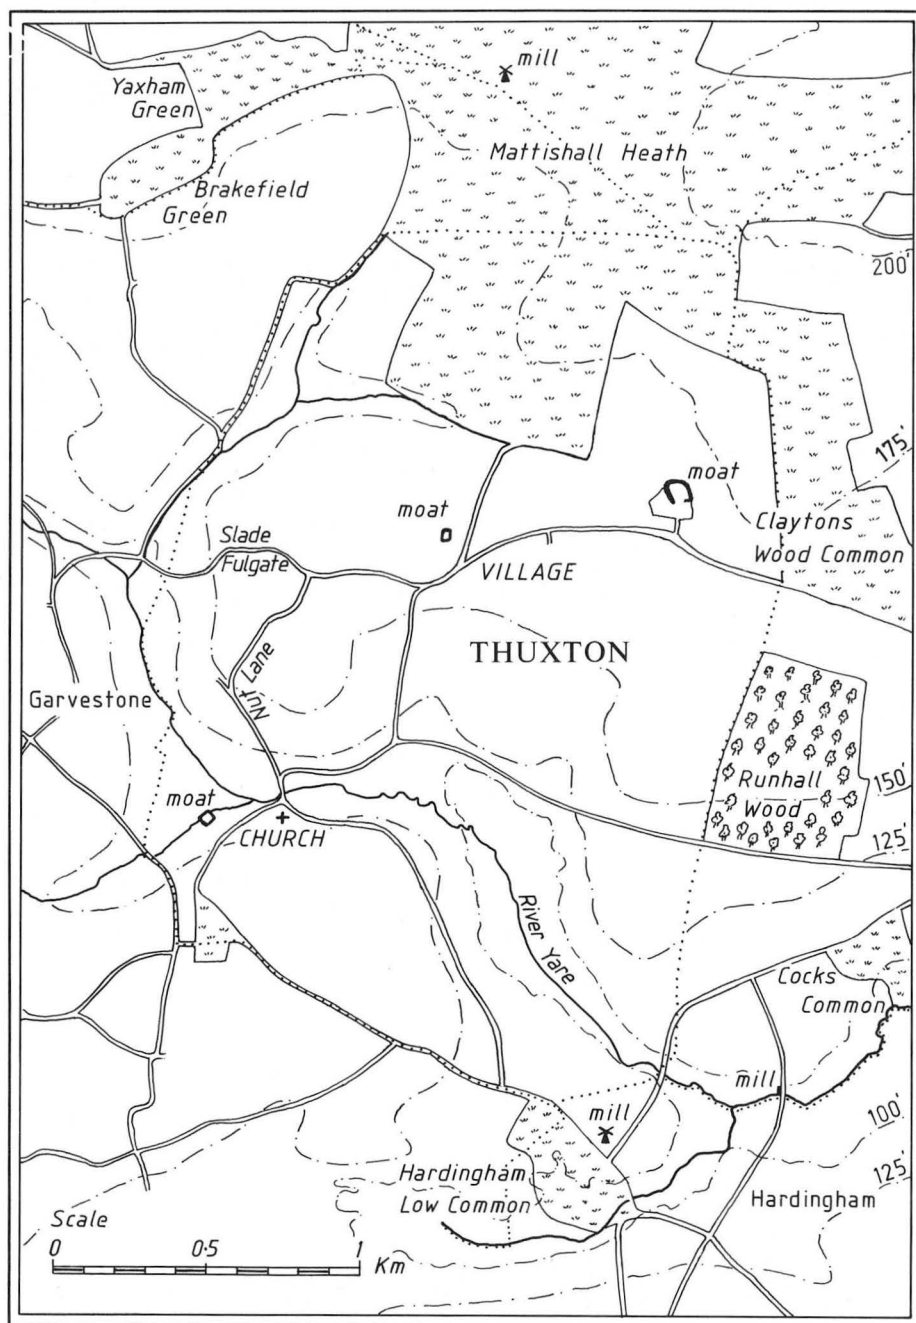 mill
Yaxham
Green
Mattishall Heath
Brakefield
Green
200'
175'
moat
moat
Claytons
Wood Common
Slade
Fulgate
VILLAGE
THUXTON
Nut Lane
Garvestone
Runhall
Wood
150'
moat
CHURCH
125'
River Yare
Cocks
Common
mill
mill
100'
Hardingham
Low Common
125'
Hardingham
Scale
0 0·5 1
Km